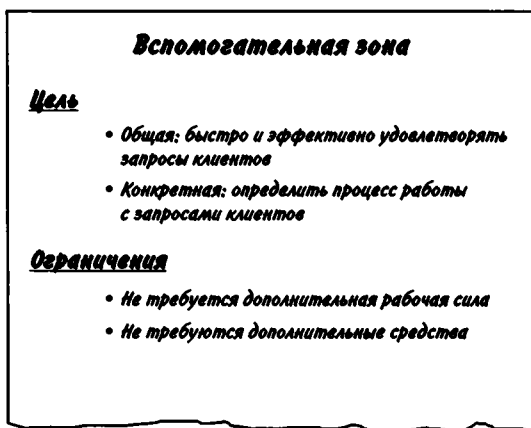 Вспомогательная зона
Цель
• Общая: быстро и эффективно удовлетворять
запросы клиентов
• Конкретная: определить процесс работы
с запросами клиентов
Ограничения
• Не требуется дополнительная рабочая сила
• Не требуются дополнительные средства